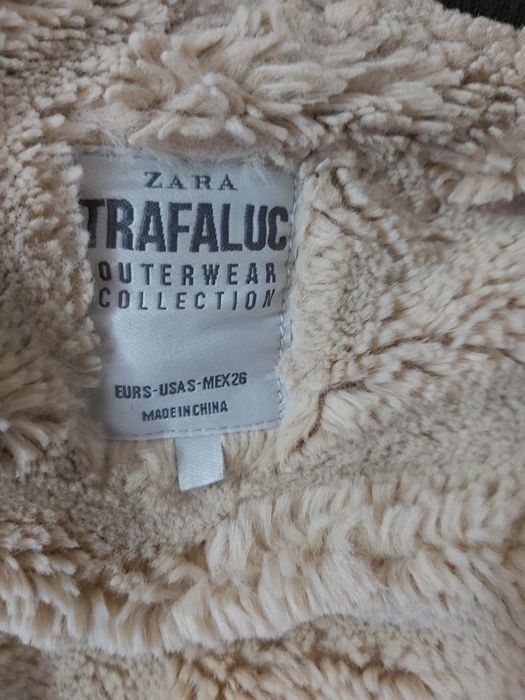 ZARA
TRAFALUC
OUTERWEAR
COLLECTION
EURS-USAS-MEX26
MADE IN CHINA